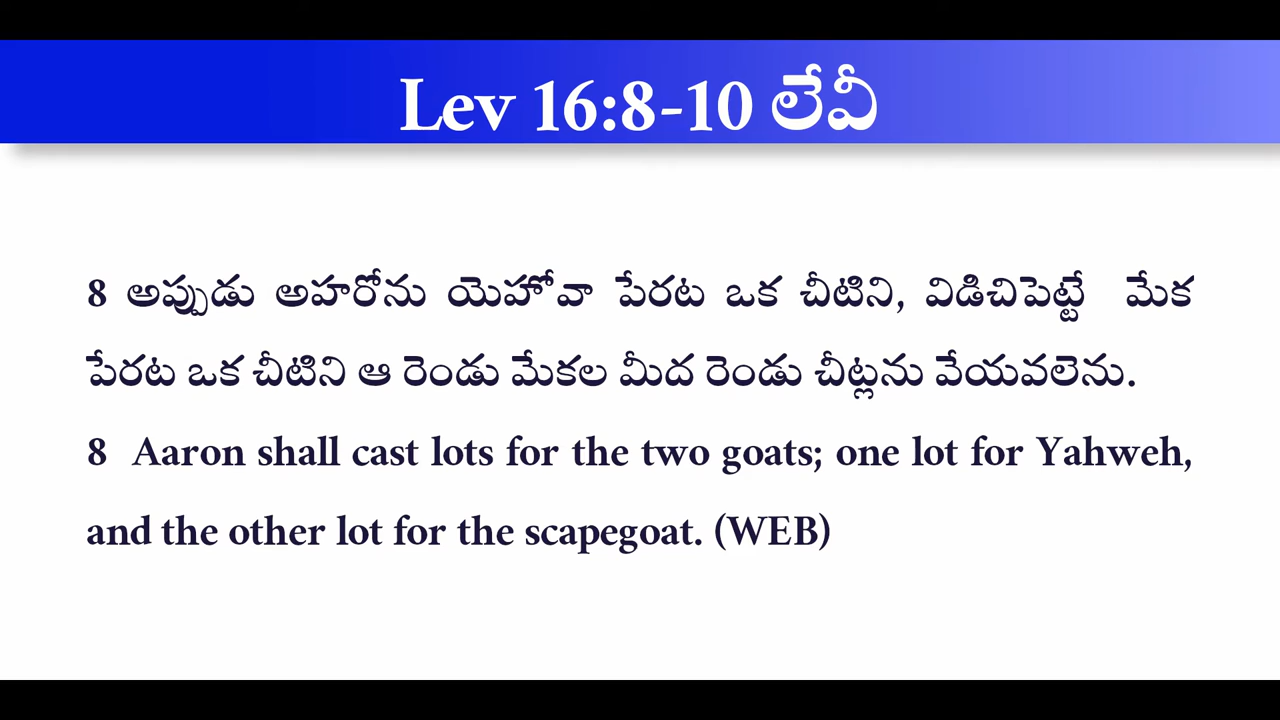 Lev 16:8-10 లేవీ
8 అప్పుడు అహరోను యెహోవా పేరట ఒక చీటిని, విడిచిపెట్టే మేక
పేరట ఒక చీటిని ఆ రెండు మేకల మీద రెండు చీట్లను వేయవలెను.
8 Aaron shall cast lots for the two goats; one lot for Yahweh,
and the other lot for the scapegoat. (WEB)